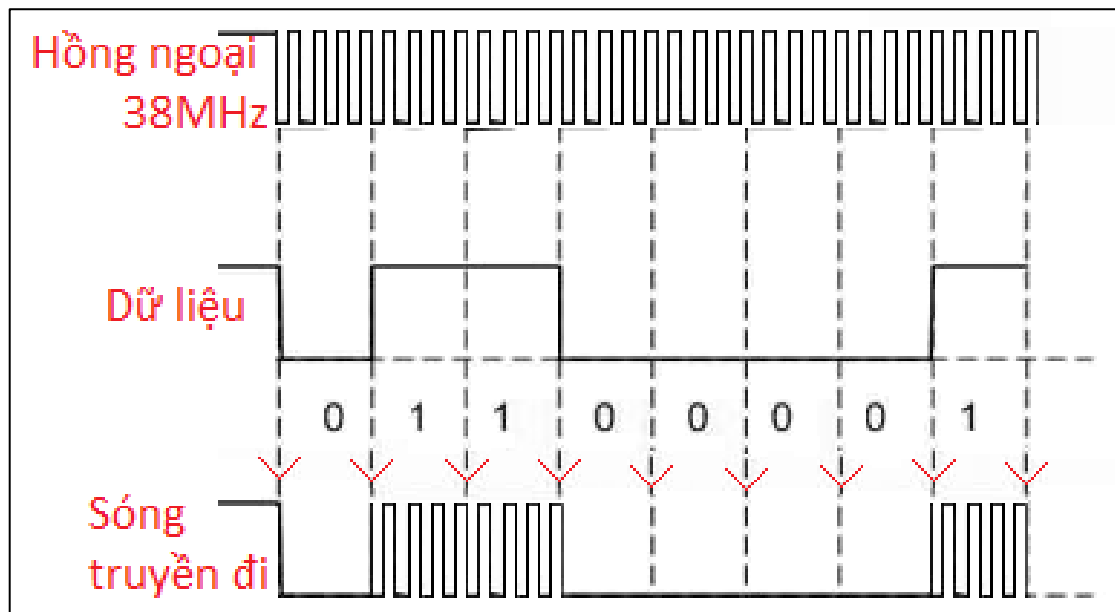 Hồng ngoại
38MHz
Dữ liệu
0 1 1 0 0 0 0 1
Sóng
truyền đi